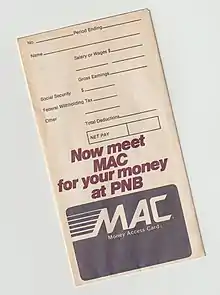 No. Period Ending
Name
Salary or Wages $
Gross Earnings
Social Security $
Federal Withholding Tax
Other
Total Deductions
NET PAY
Now meet
MAC
for your money
at PNB
MAC
Money Access Card